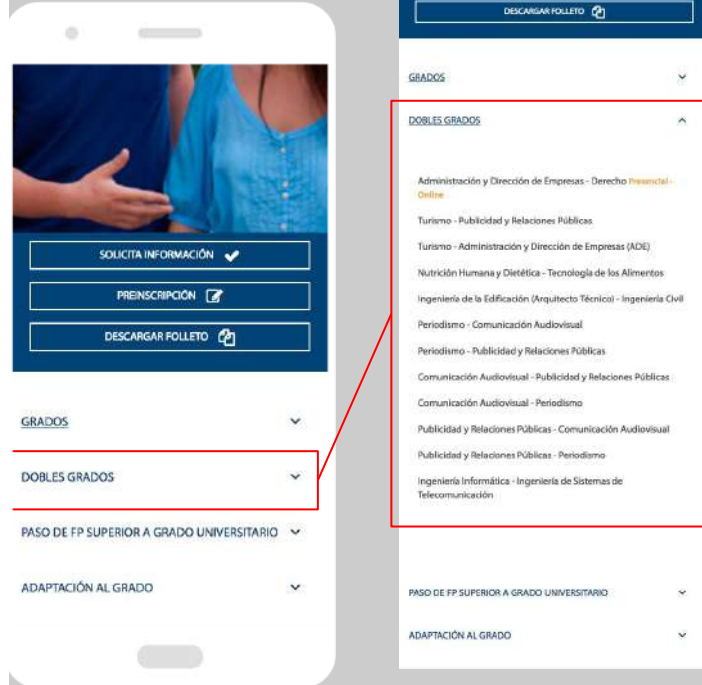 SOLICITA INFORMACIÓN
PREINSCRIPCIÓN
DESCARGAR FOLLETO
GRADOS
DOBLES GRADOS
PASO DE FP SUPERIOR A GRADO UNIVERSITARIO
ADAPTACIÓN AL GRADO
DESCARGAR FOLLETO
GRADOS
DOBLES GRADOS
Administración y Dirección de Empresas - Derecho Presencial -
Online
Turismo - Publicidad y Relaciones Públicas
Turismo - Administración y Dirección de Empresas (ADE)
Nutrición Humana y Dietética - Tecnología de los Alimentos
Ingeniería de la Edificación (Arquitecto Técnico) - Ingeniería Civil
Periodismo - Comunicación Audiovisual
Periodismo - Publicidad y Relaciones Públicas
Comunicación Audiovisual - Publicidad y Relaciones Públicas
Comunicación Audiovisual - Periodismo
Publicidad y Relaciones Públicas - Comunicación Audiovisual
Publicidad y Relaciones Públicas - Periodismo
Ingeniería Informática - Ingeniería de Sistemas de
Telecomunicación
PASO DE FP SUPERIOR A GRADO UNIVERSITARIO
ADAPTACIÓN AL GRADO